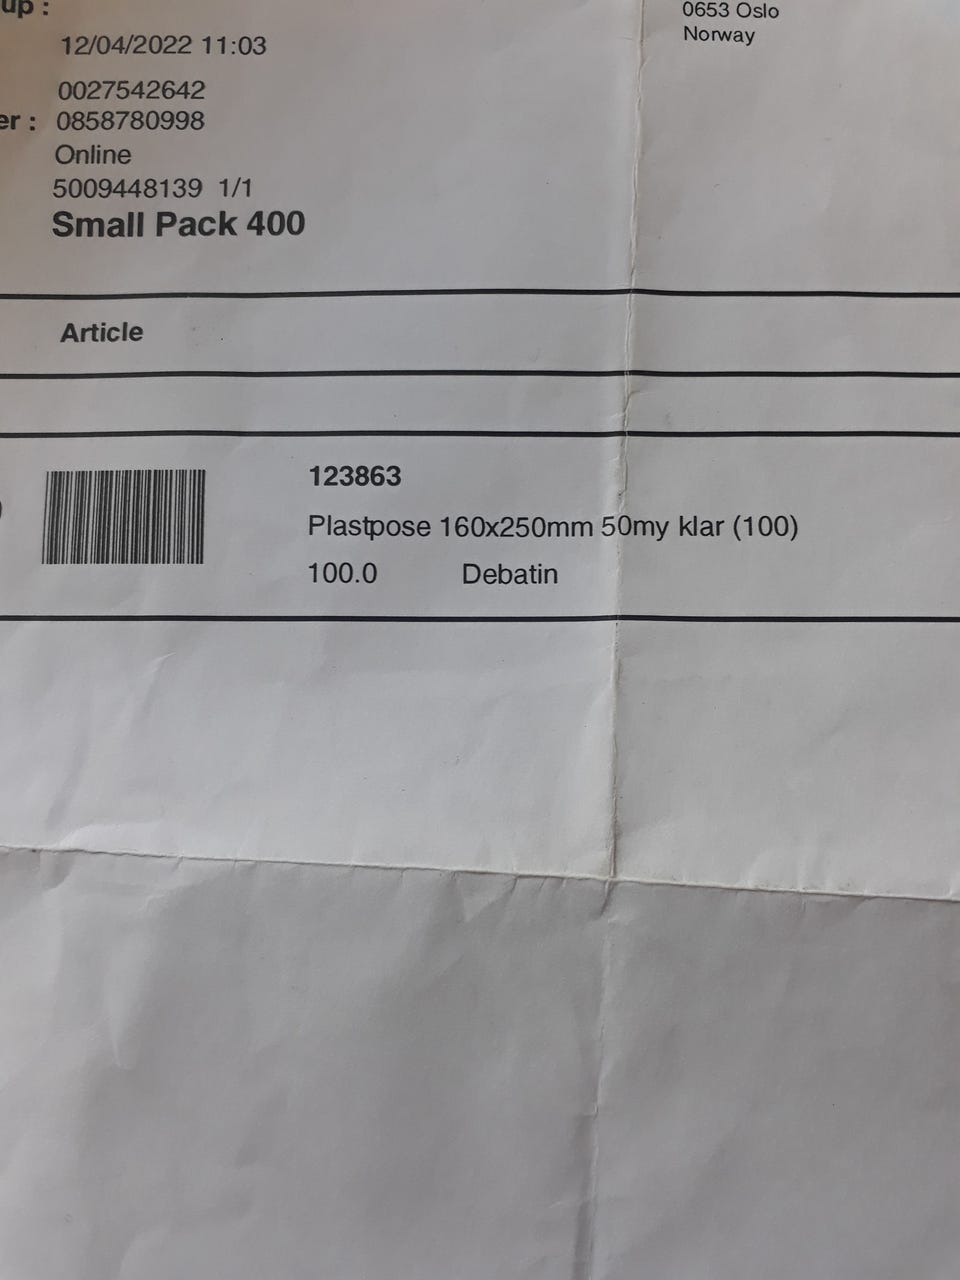 up :
0653 Oslo
Norway
12/04/2022 11:03
0027542642
er : 0858780998
Online
5009448139 1/1
Small Pack 400
Article
123863
Plastpose 160x250mm 50my klar (100)
100.0 Debatin